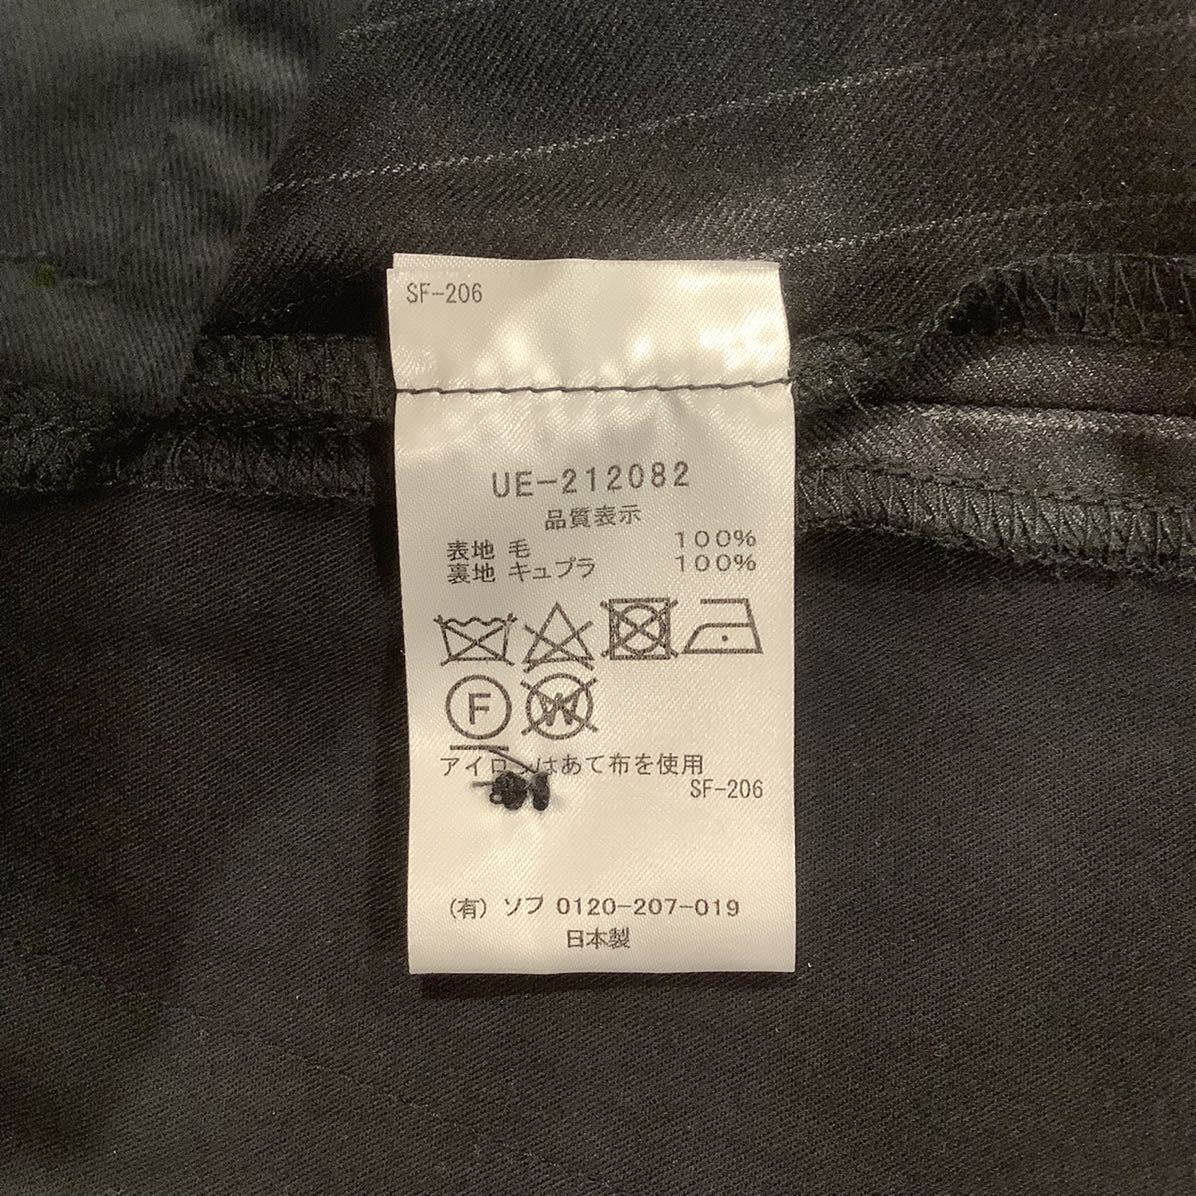 SF-206
UE-212082
品質表示
表地 毛 100%
裏地 キュプラ 100%
F
W
アイロンはあて布を使用
SF-206
(有) ソフ 0120-207-019
日本製